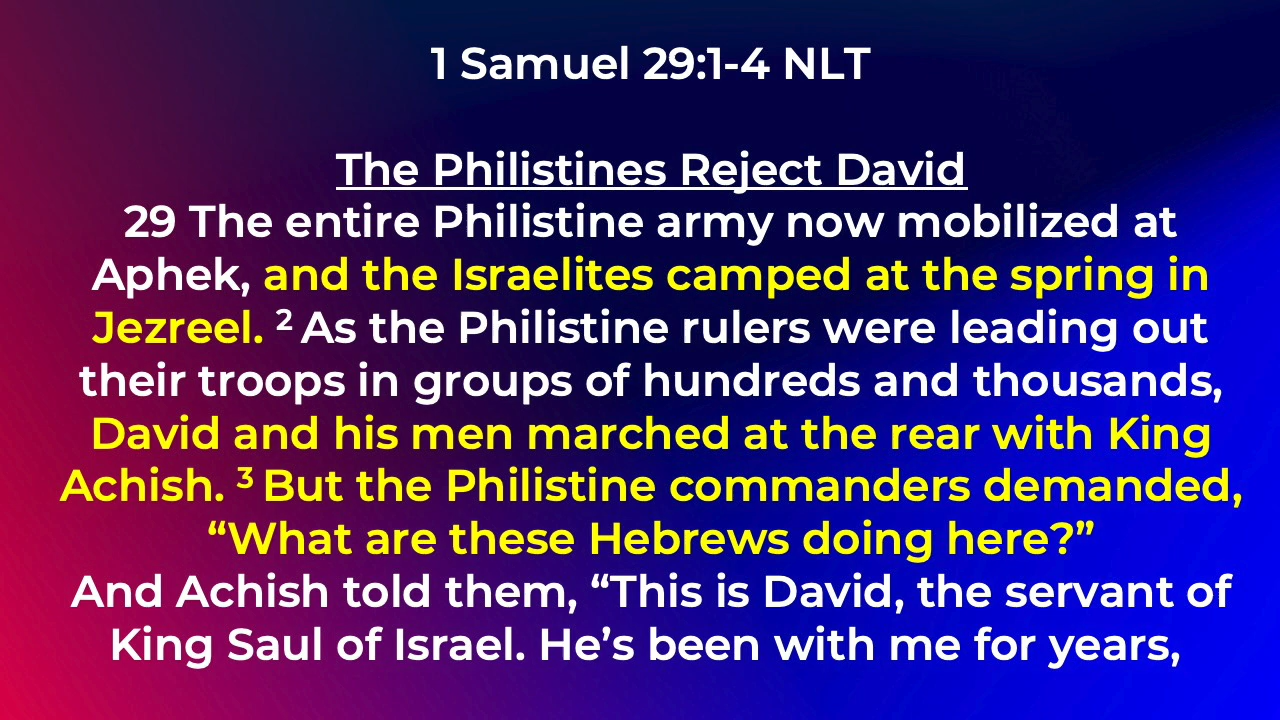 1 Samuel 29:1-4 NLT
The Philistines Reject David
29 The entire Philistine army now mobilized at
Aphek, and the Israelites camped at the spring in
Jezreel. ² As the Philistine rulers were leading out
their troops in groups of hundreds and thousands,
David and his men marched at the rear with King
Achish. ³ But the Philistine commanders demanded,
“What are these Hebrews doing here?”
And Achish told them, “This is David, the servant of
King Saul of Israel. He’s been with me for years,